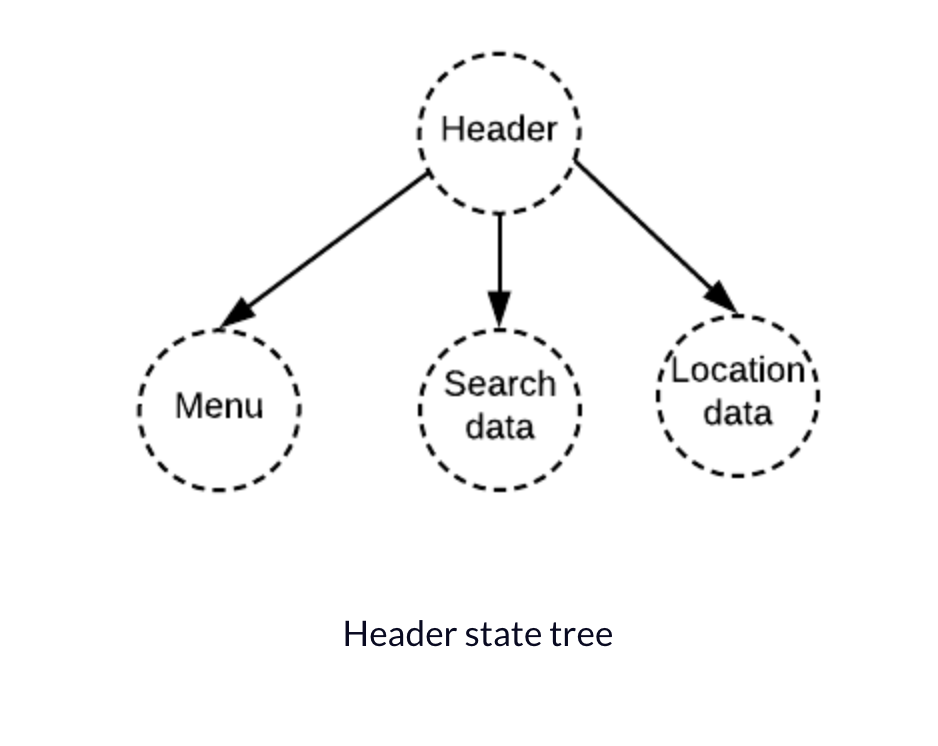 Header
Menu
Search
data
Location
data
Header state tree